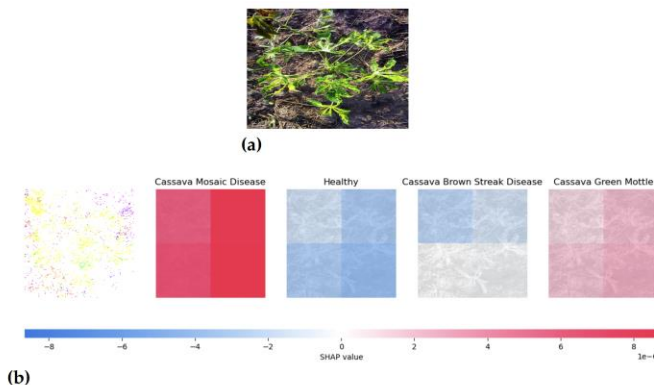 (a)
Cassava Mosaic Disease Healthy Cassava Brown Streak Disease Cassava Green Mottle
−8 −6 −4 −2 0 2 4 6 8
SHAP value
(b)